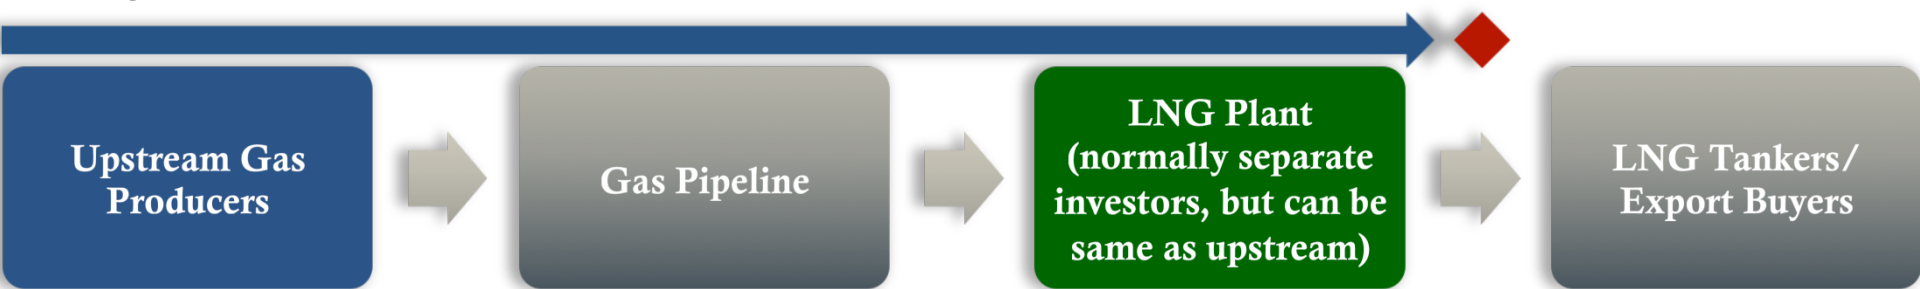 Upstream Gas
Producers
Gas Pipeline
LNG Plant
(normally separate
investors, but can be
same as upstream)
LNG Tankers/
Export Buyers